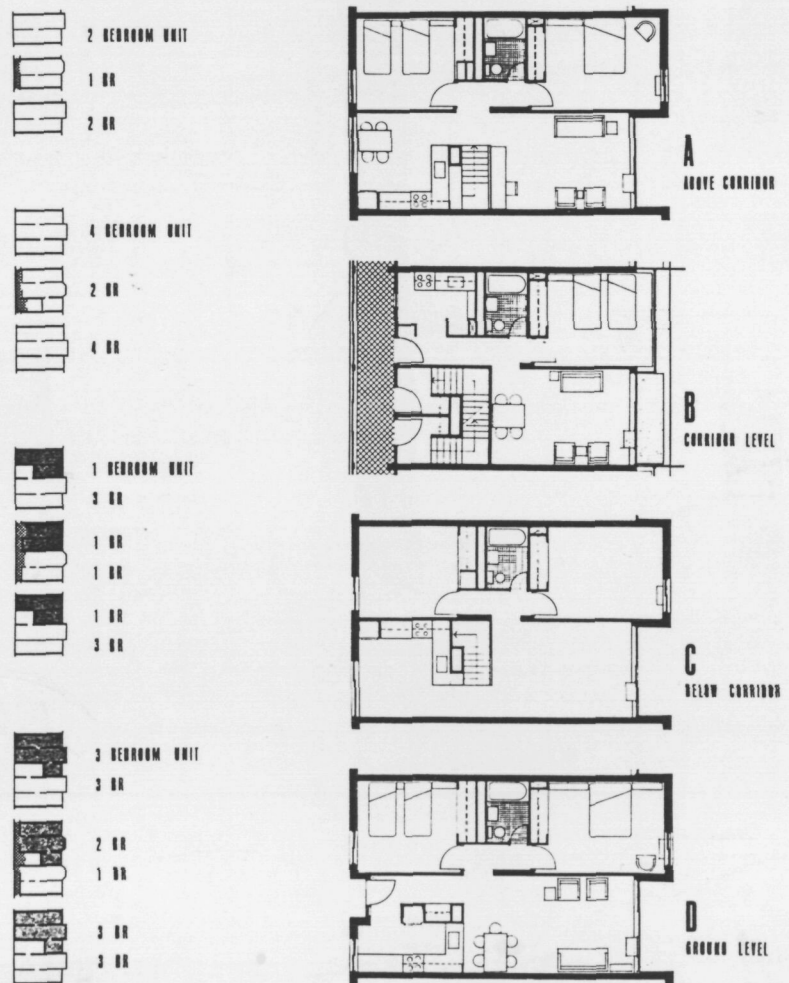 2 BEDROOM UNIT
1 BR
2 BR
4 BEDROOM UNIT
2 BR
4 BR
1 BEDROOM UNIT
3 BR
1 BR
1 BR
1 BR
3 BR
3 BEDROOM UNIT
3 BR
2 BR
1 BR
3 BR
3 BR
A
ABOVE CORRIDOR
B
CORRIDOR LEVEL
C
BELOW CORRIDOR
D
GROUND LEVEL